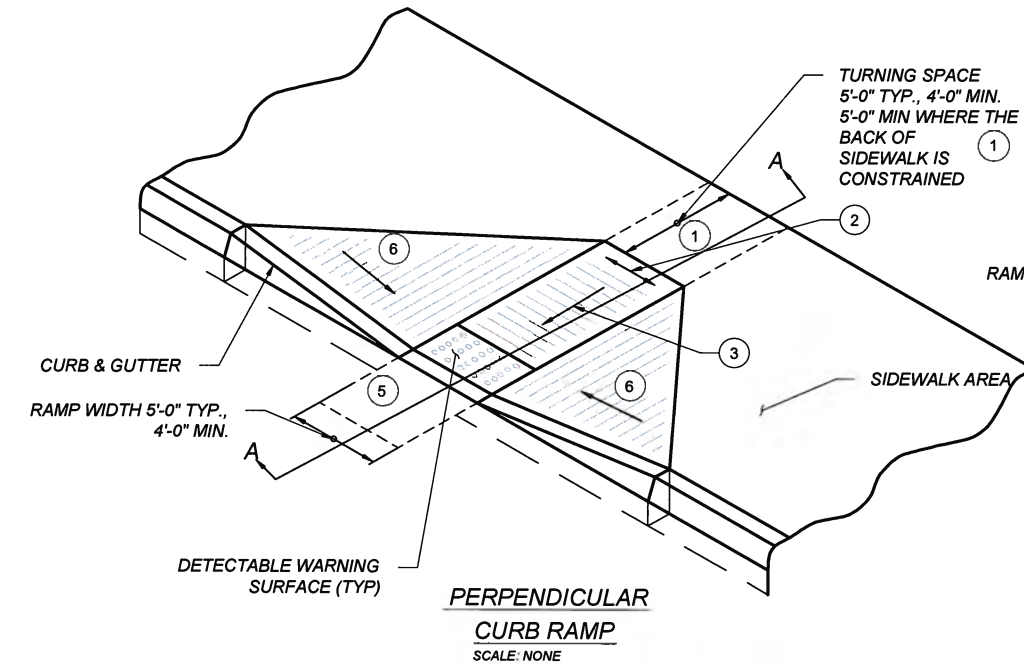 TURNING SPACE
5'-0" TYP., 4'-0" MIN.
5'-0" MIN WHERE THE
BACK OF
SIDEWALK IS
CONSTRAINED
1
A
2
1
6
RAM
3
CURB & GUTTER
5
6
SIDEWALK AREA
RAMP WIDTH 5'-0" TYP.,
4'-0" MIN.
A
DETECTABLE WARNING
SURFACE (TYP)
PERPENDICULAR
CURB RAMP
SCALE: NONE